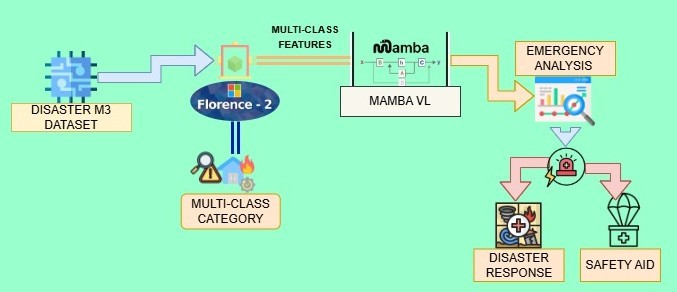 MULTI-CLASS
FEATURES
Mamba
x
S
h
C
y
A
MAMBA VL
EMERGENCY
ANALYSIS
DISASTER M3
DATASET
Florence - 2
MULTI-CLASS
CATEGORY
DISASTER
RESPONSE
SAFETY AID